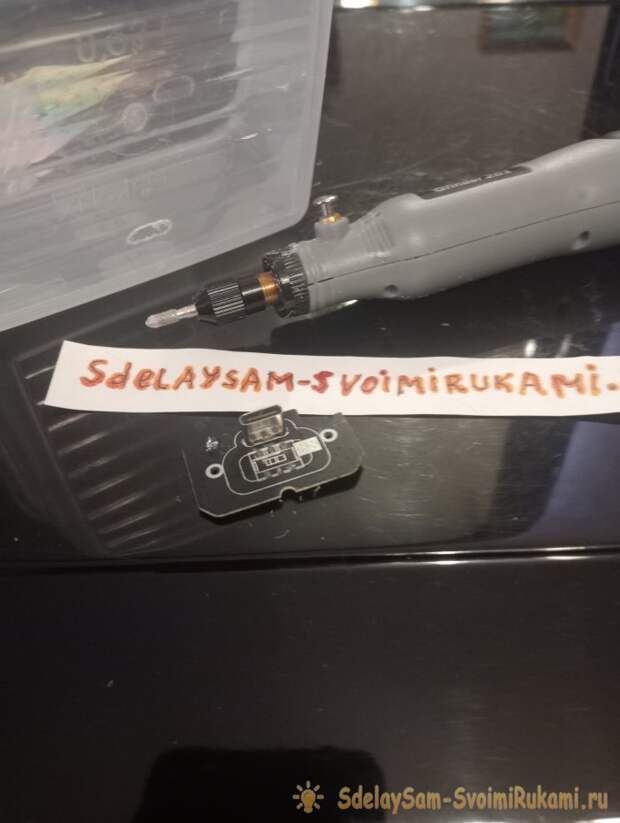 SdELAYSAM-SVOIMIRUKAMI.
SdelaySam-SvoimiRukami.ru